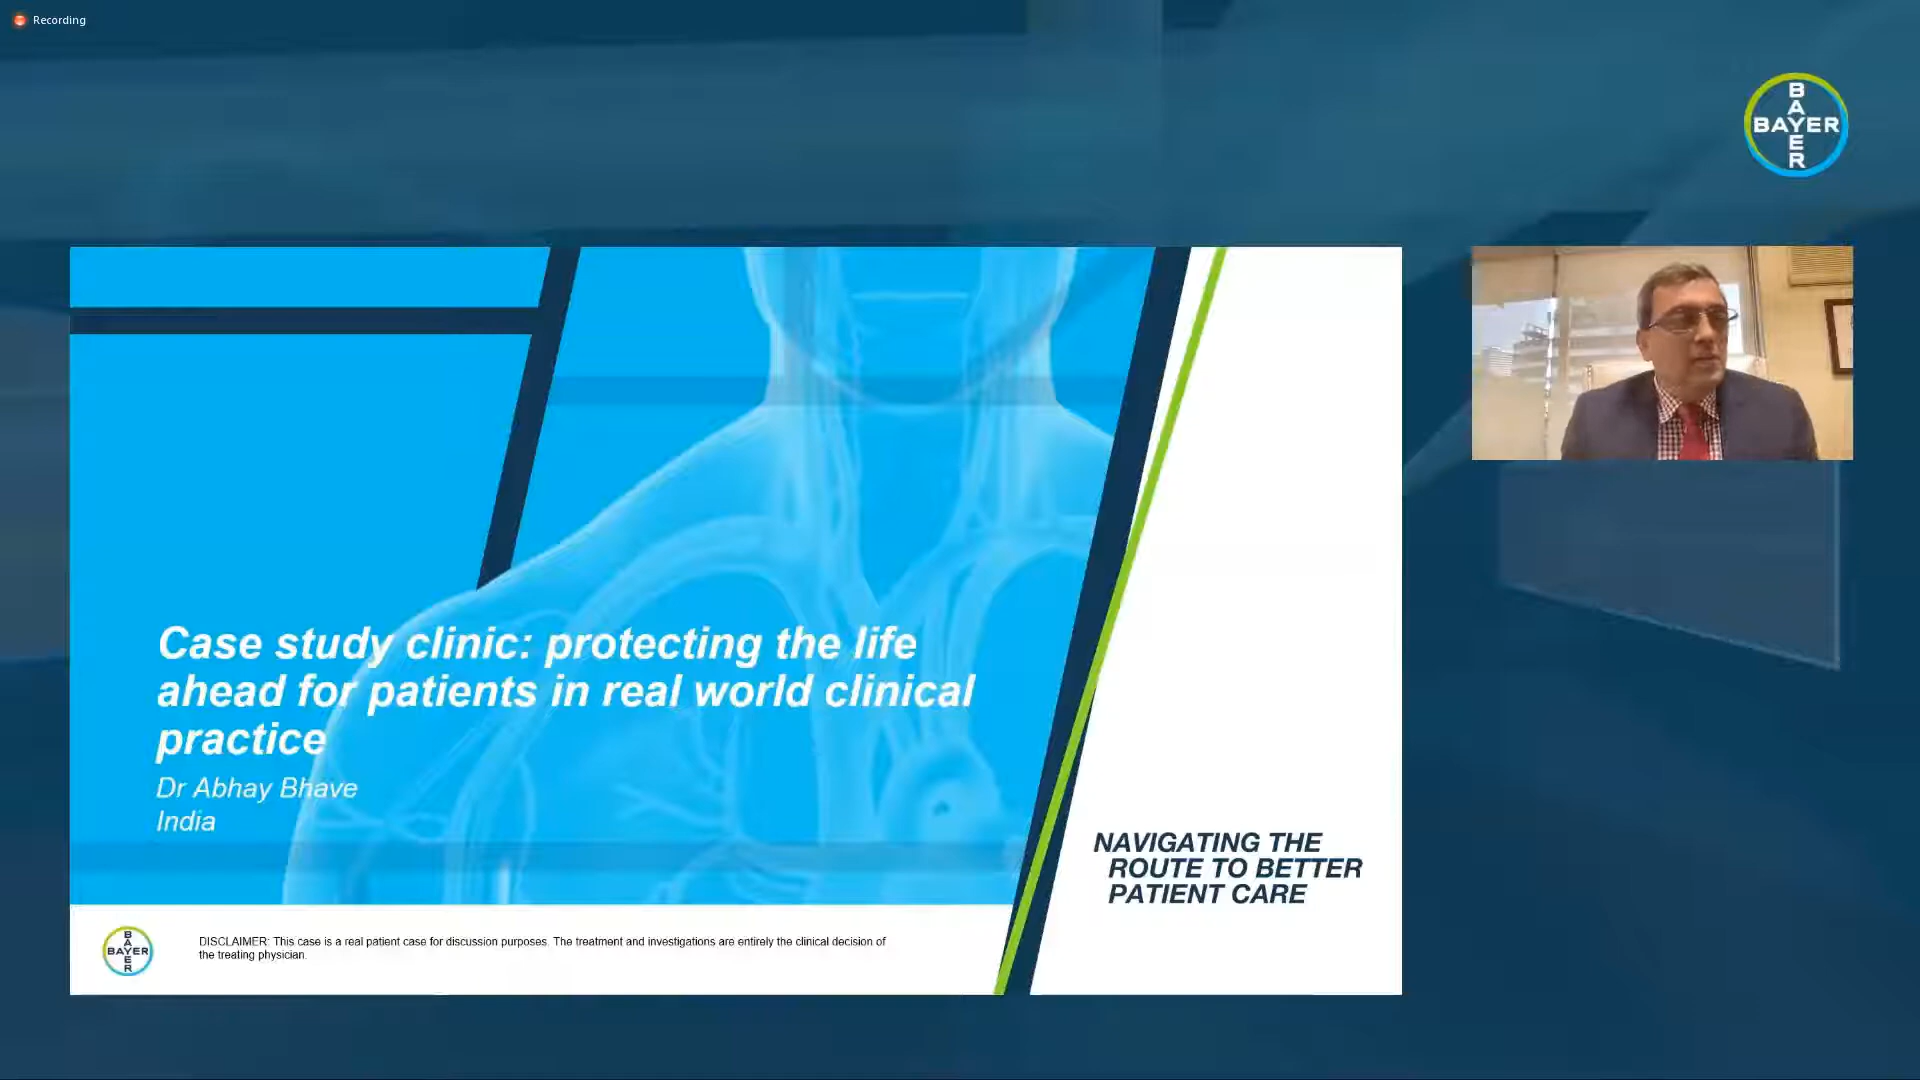 Recording
BAYER
BAYER
Case study clinic: protecting the life
ahead for patients in real world clinical
practice
Dr Abhay Bhave
India
NAVIGATING THE
ROUTE TO BETTER
PATIENT CARE
BAYER
BAYER
DISCLAIMER: This case is a real patient case for discussion purposes. The treatment and investigations are entirely the clinical decision of
the treating physician.